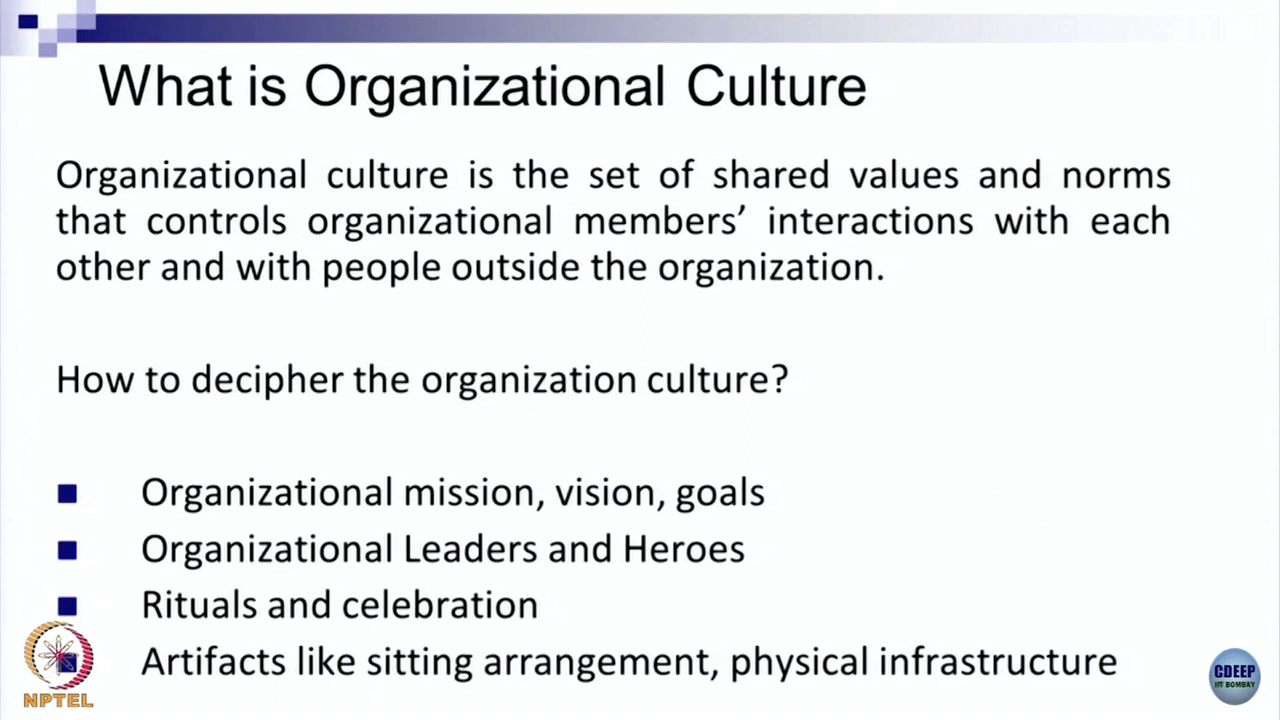 What is Organizational Culture
Organizational culture is the set of shared values and norms
that controls organizational members’ interactions with each
other and with people outside the organization.
How to decipher the organization culture?
Organizational mission, vision, goals
Organizational Leaders and Heroes
Rituals and celebration
Artifacts like sitting arrangement, physical infrastructure
NPTEL
CDEEP
IIT BOMBAY